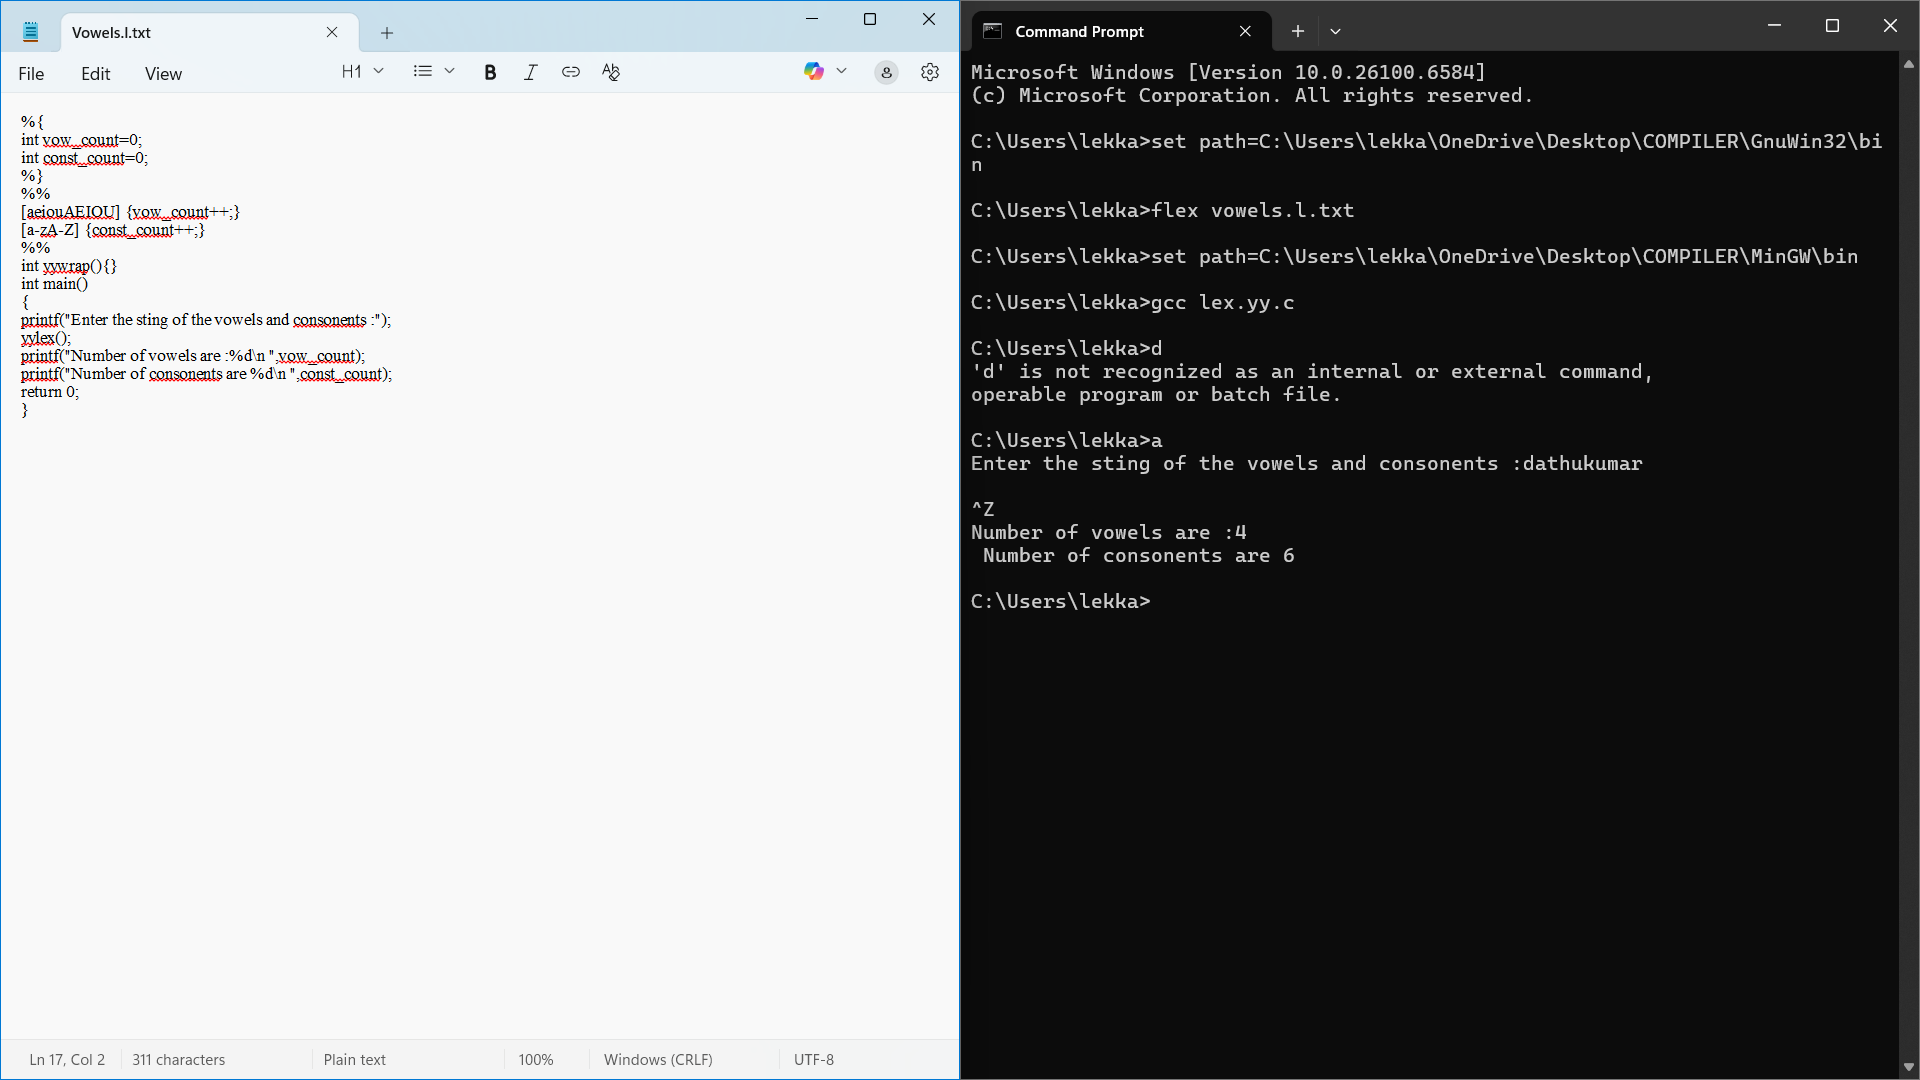 Vowels.l.txt
File Edit View H1
%{
int vow_count=0;
int const_count=0;
%}
%%
[aeiouAEIOU] {vow_count++;}
[a-zA-Z] {const_count++;}
%%
int yywrap(){}
int main()
{
printf("Enter the sting of the vowels and consonents :");
yylex();
printf("Number of vowels are :%d\n ",vow_count);
printf("Number of consonents are %d\n ",const_count);
return 0;
}
Ln 17, Col 2 311 characters Plain text 100% Windows (CRLF) UTF-8
Command Prompt
Microsoft Windows [Version 10.0.26100.6584]
(c) Microsoft Corporation. All rights reserved.
C:\Users\lekka>set path=C:\Users\lekka\OneDrive\Desktop\COMPILER\GnuWin32\bi
n
C:\Users\lekka>flex vowels.l.txt
C:\Users\lekka>set path=C:\Users\lekka\OneDrive\Desktop\COMPILER\MinGW\bin
C:\Users\lekka>gcc lex.yy.c
C:\Users\lekka>d
'd' is not recognized as an internal or external command,
operable program or batch file.
C:\Users\lekka>a
Enter the sting of the vowels and consonents :dathukumar
^Z
Number of vowels are :4
 Number of consonents are 6
C:\Users\lekka>